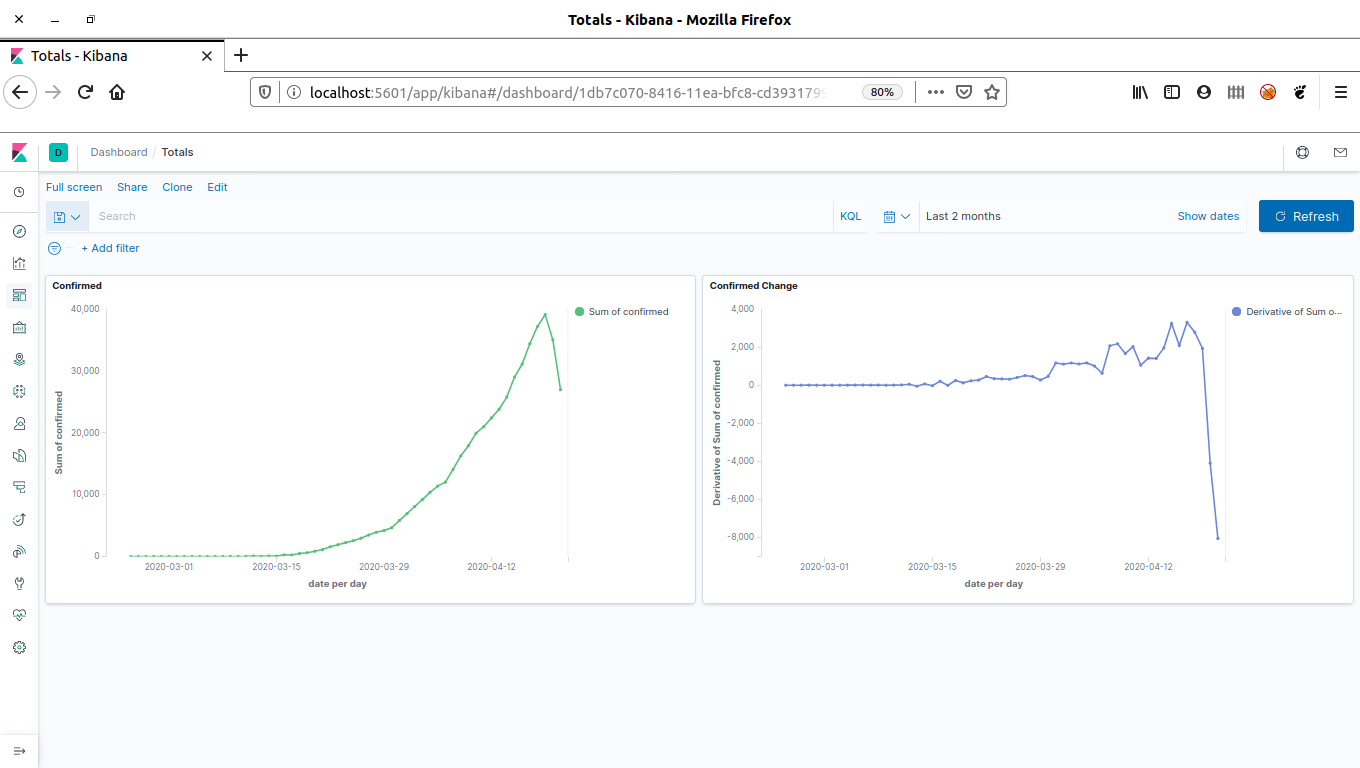 Totals - Kibana - Mozilla Firefox
Totals - Kibana
localhost:5601/app/kibana#/dashboard/1db7c070-8416-11ea-bfc8-cd3931799
80%
D
Dashboard / Totals
Full screen Share Clone Edit
Search KQL Last 2 months Show dates Refresh
+ Add filter
Confirmed
40,000
30,000
20,000
10,000
0
Sum of confirmed
2020-03-01 2020-03-15 2020-03-29 2020-04-12
date per day
Sum of confirmed
Confirmed Change
4,000
2,000
0
-2,000
-4,000
-6,000
-8,000
Derivative of Sum of confirmed
2020-03-01 2020-03-15 2020-03-29 2020-04-12
date per day
Derivative of Sum o...